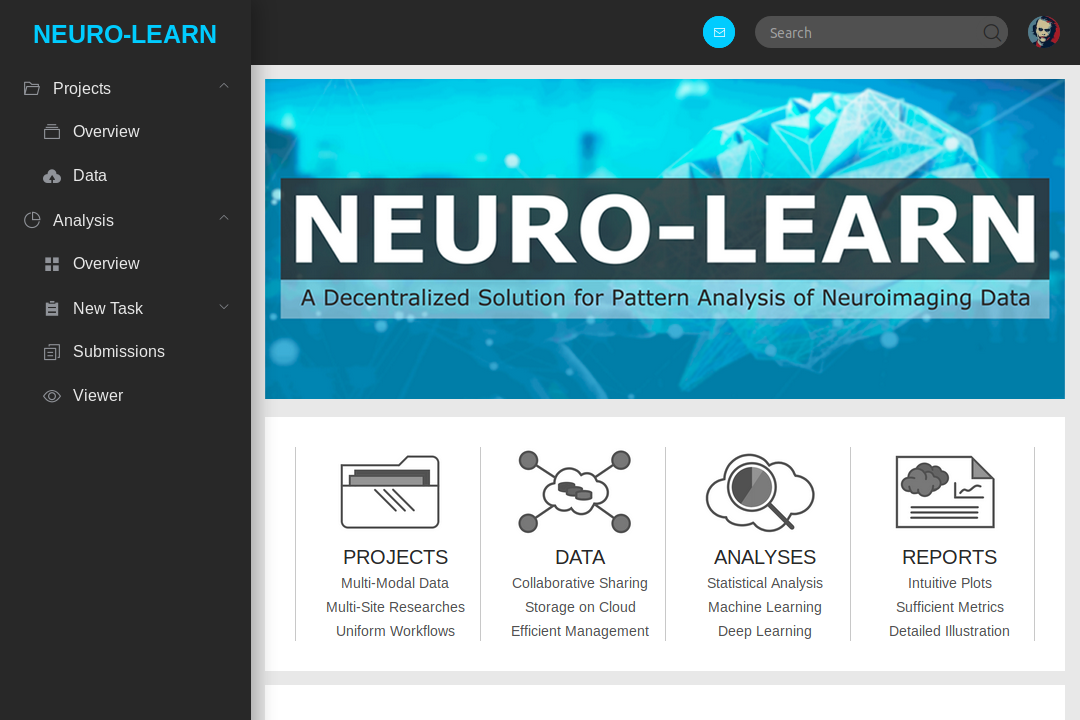 NEURO-LEARN
Search
Projects
Overview
Data
Analysis
Overview
New Task
Submissions
Viewer
NEURO-LEARN
A Decentralized Solution for Pattern Analysis of Neuroimaging Data
PROJECTS
Multi-Modal Data
Multi-Site Researches
Uniform Workflows
DATA
Collaborative Sharing
Storage on Cloud
Efficient Management
ANALYSES
Statistical Analysis
Machine Learning
Deep Learning
REPORTS
Intuitive Plots
Sufficient Metrics
Detailed Illustration